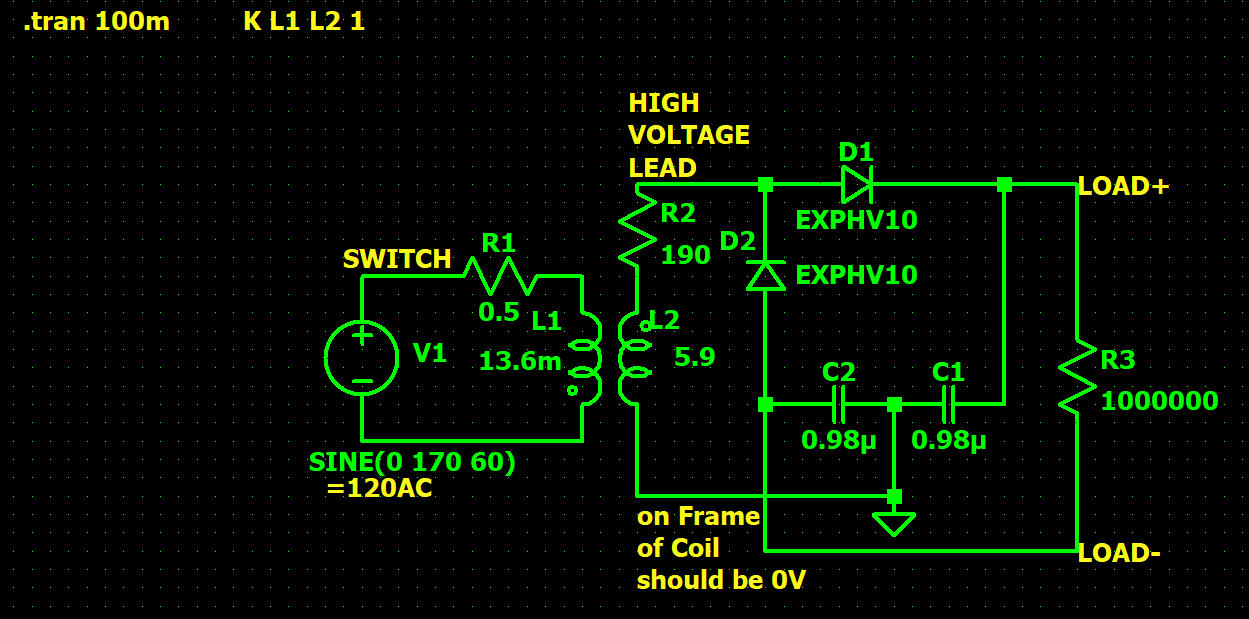 .tran 100m
K L1 L2 1
HIGH
VOLTAGE
LEAD
D1
LOAD+
R2
EXPHV10
R1
D2
SWITCH
190
EXPHV10
0.5
L1
L2
V1
13.6m
5.9
C2
C1
R3
1000000
0.98µ
0.98µ
SINE(0 170 60)
=120AC
on Frame
of Coil
should be 0V
LOAD-